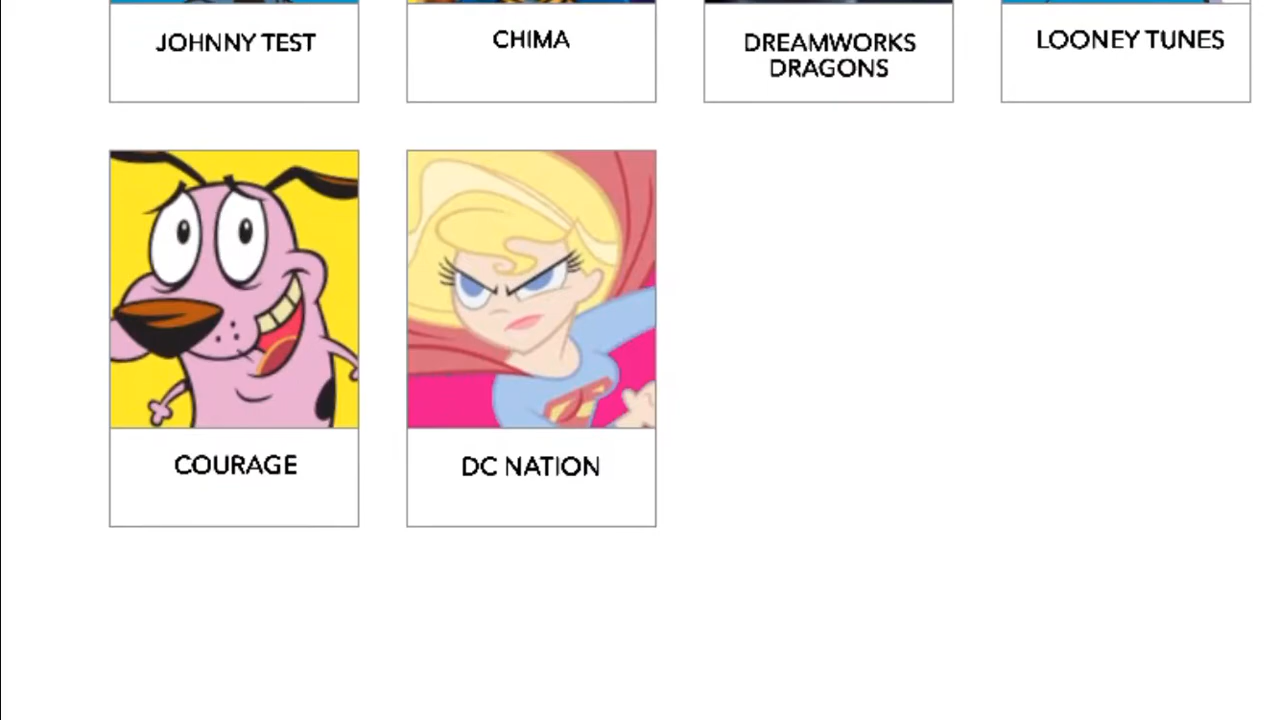 JOHNNY TEST
CHIMA
DREAMWORKS
DRAGONS
LOONEY TUNES
COURAGE
DC NATION